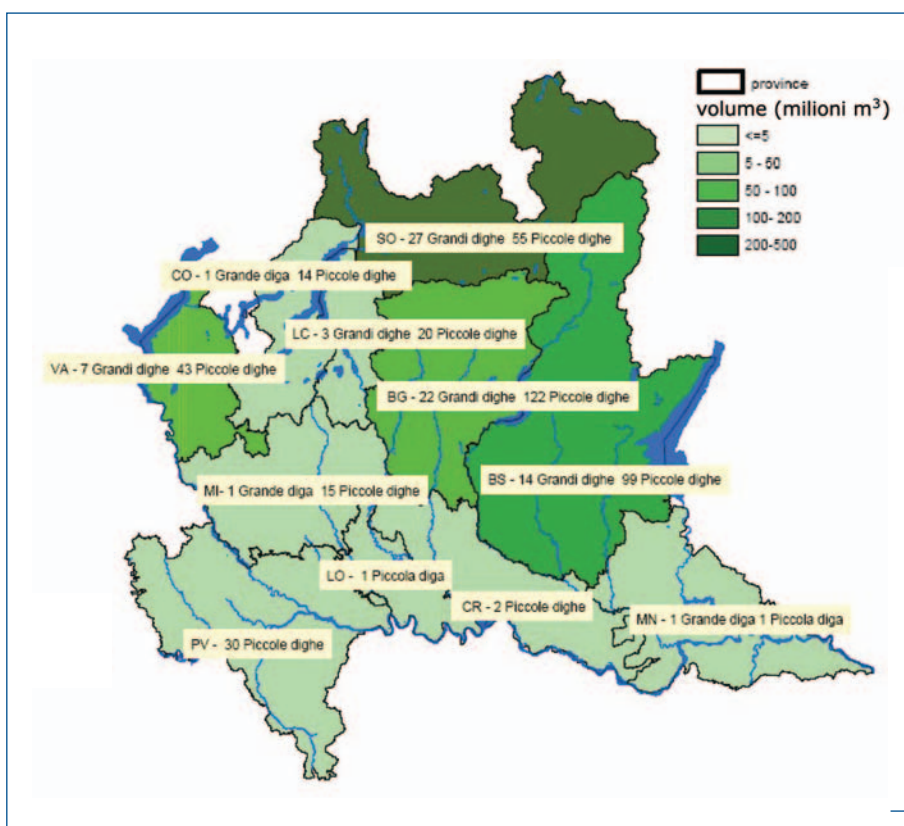 province
volume (milioni m³)
<=5
5 - 60
50 - 100
100- 200
200-500
SO - 27 Grandi dighe 55 Piccole dighe
CO - 1 Grande diga 14 Piccole dighe
LC - 3 Grandi dighe 20 Piccole dighe
VA - 7 Grandi dighe 43 Piccole dighe
BG - 22 Grandi dighe 122 Piccole dighe
BS - 14 Grandi dighe 99 Piccole dighe
MI- 1 Grande diga 15 Piccole dighe
LO - 1 Piccola diga
CR - 2 Piccole dighe
MN - 1 Grande diga 1 Piccola diga
PV - 30 Piccole dighe